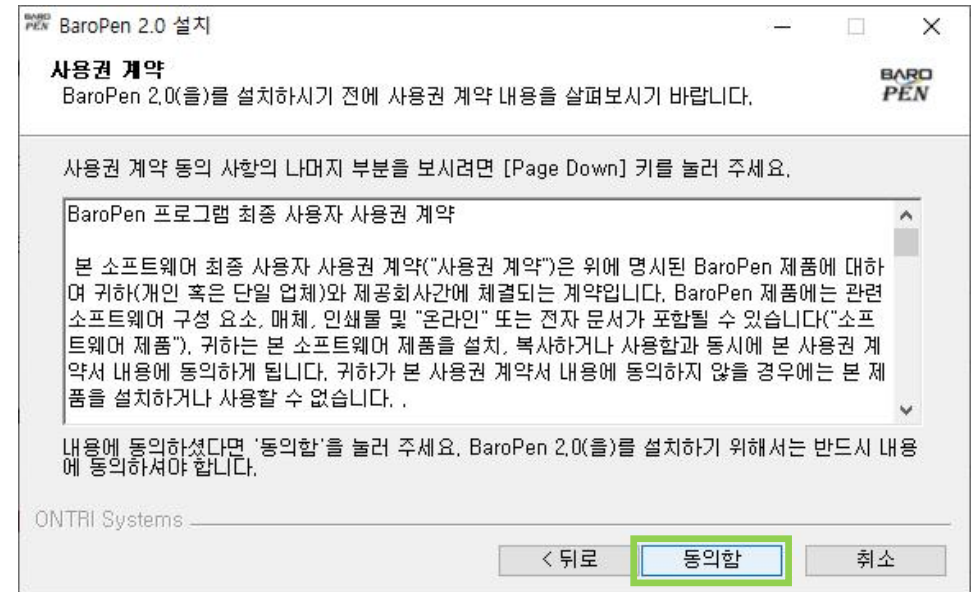 BARO PEN BaroPen 2.0 설치
사용권 계약
BaroPen 2.0(을)를 설치하시기 전에 사용권 계약 내용을 살펴보시기 바랍니다.
BARO
PEN
사용권 계약 동의 사항의 나머지 부분을 보시려면 [Page Down] 키를 눌러 주세요.
BaroPen 프로그램 최종 사용자 사용권 계약
본 소프트웨어 최종 사용자 사용권 계약("사용권 계약")은 위에 명시된 BaroPen 제품에 대하
여 귀하(개인 혹은 단일 업체)와 제공회사간에 체결되는 계약입니다. BaroPen 제품에는 관련
소프트웨어 구성 요소, 매체, 인쇄물 및 "온라인" 또는 전자 문서가 포함될 수 있습니다("소프
트웨어 제품"). 귀하는 본 소프트웨어 제품을 설치, 복사하거나 사용함과 동시에 본 사용권 계
약서 내용에 동의하게 됩니다. 귀하가 본 사용권 계약서 내용에 동의하지 않을 경우에는 본 제
품을 설치하거나 사용할 수 없습니다. .
내용에 동의하셨다면 '동의함'을 눌러 주세요. BaroPen 2.0(을)를 설치하기 위해서는 반드시 내용
에 동의하셔야 합니다.
ONTRI Systems
< 뒤로
동의함
취소